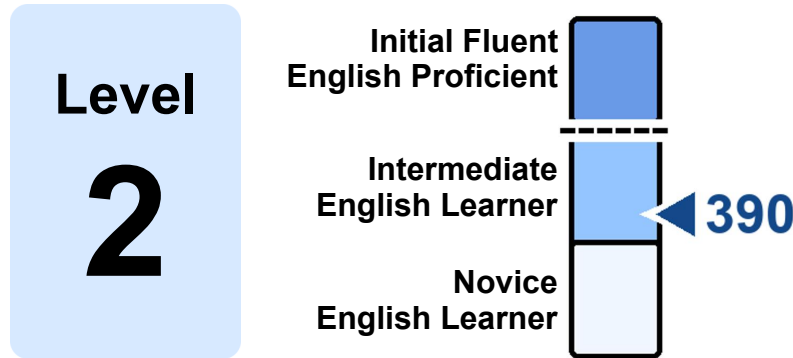 Level
2
Initial Fluent
English Proficient
Intermediate
English Learner
390
Novice
English Learner